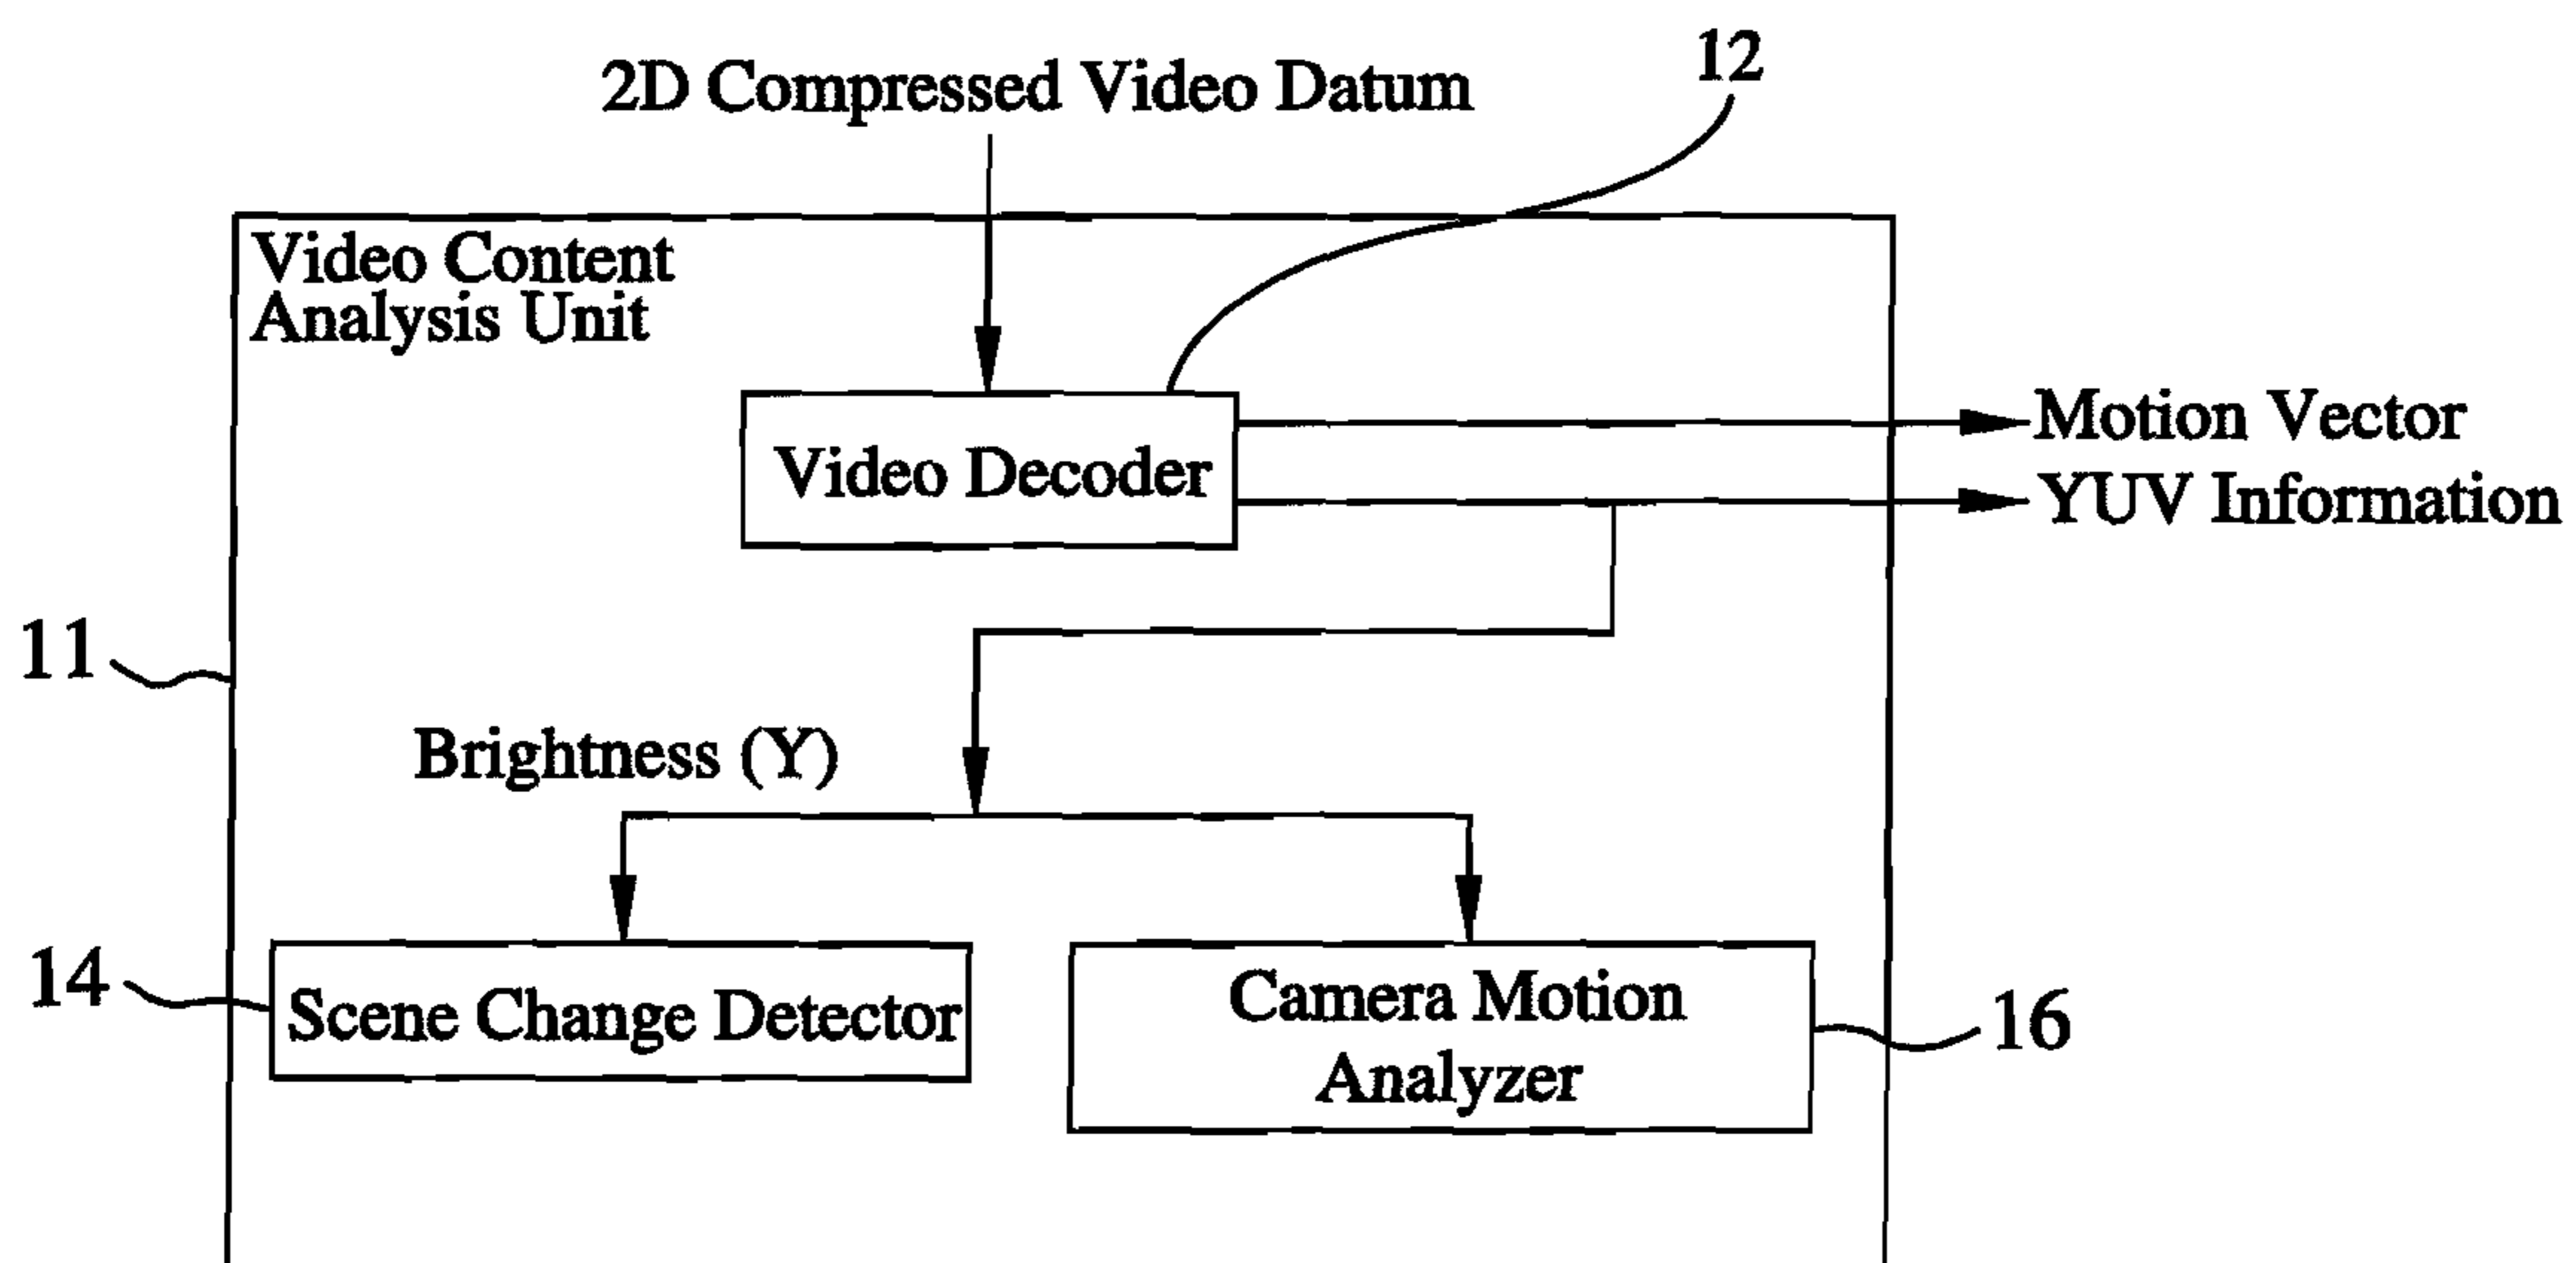 2D Compressed Video Datum
12
Video Content
Analysis Unit
Video Decoder
Motion Vector
YUV Information
11
Brightness (Y)
14
Scene Change Detector
Camera Motion
Analyzer
16